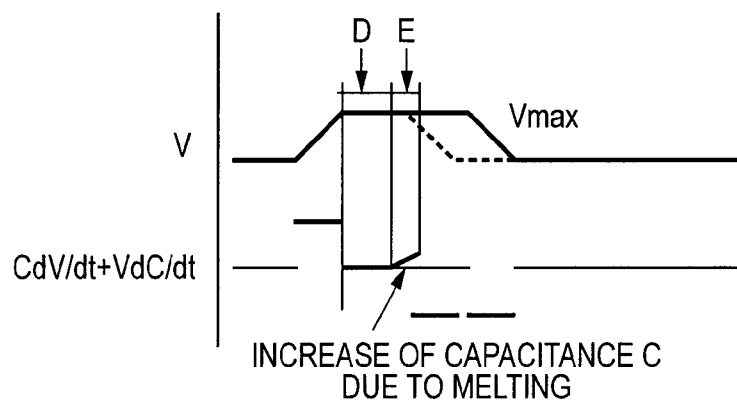 D E
Vmax
V
CdV/dt+VdC/dt
INCREASE OF CAPACITANCE C
DUE TO MELTING